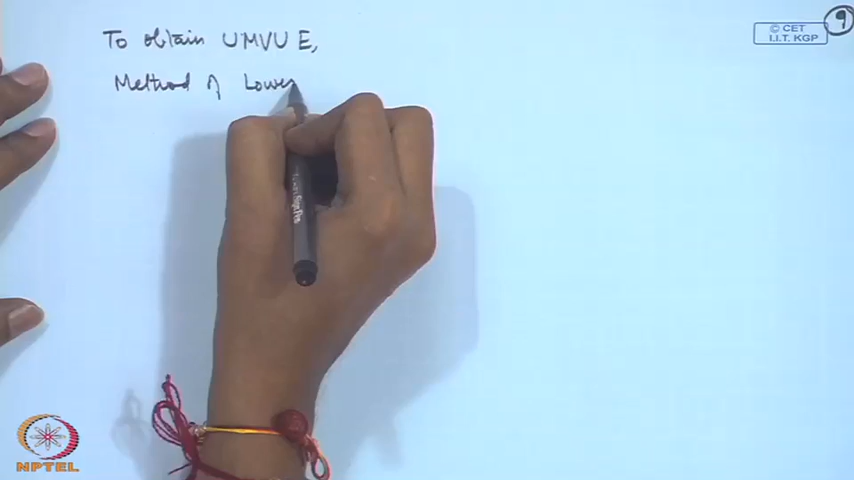 To obtain UMVUE,
Method of Lower
© CET
I.I.T. KGP
9
NPTEL